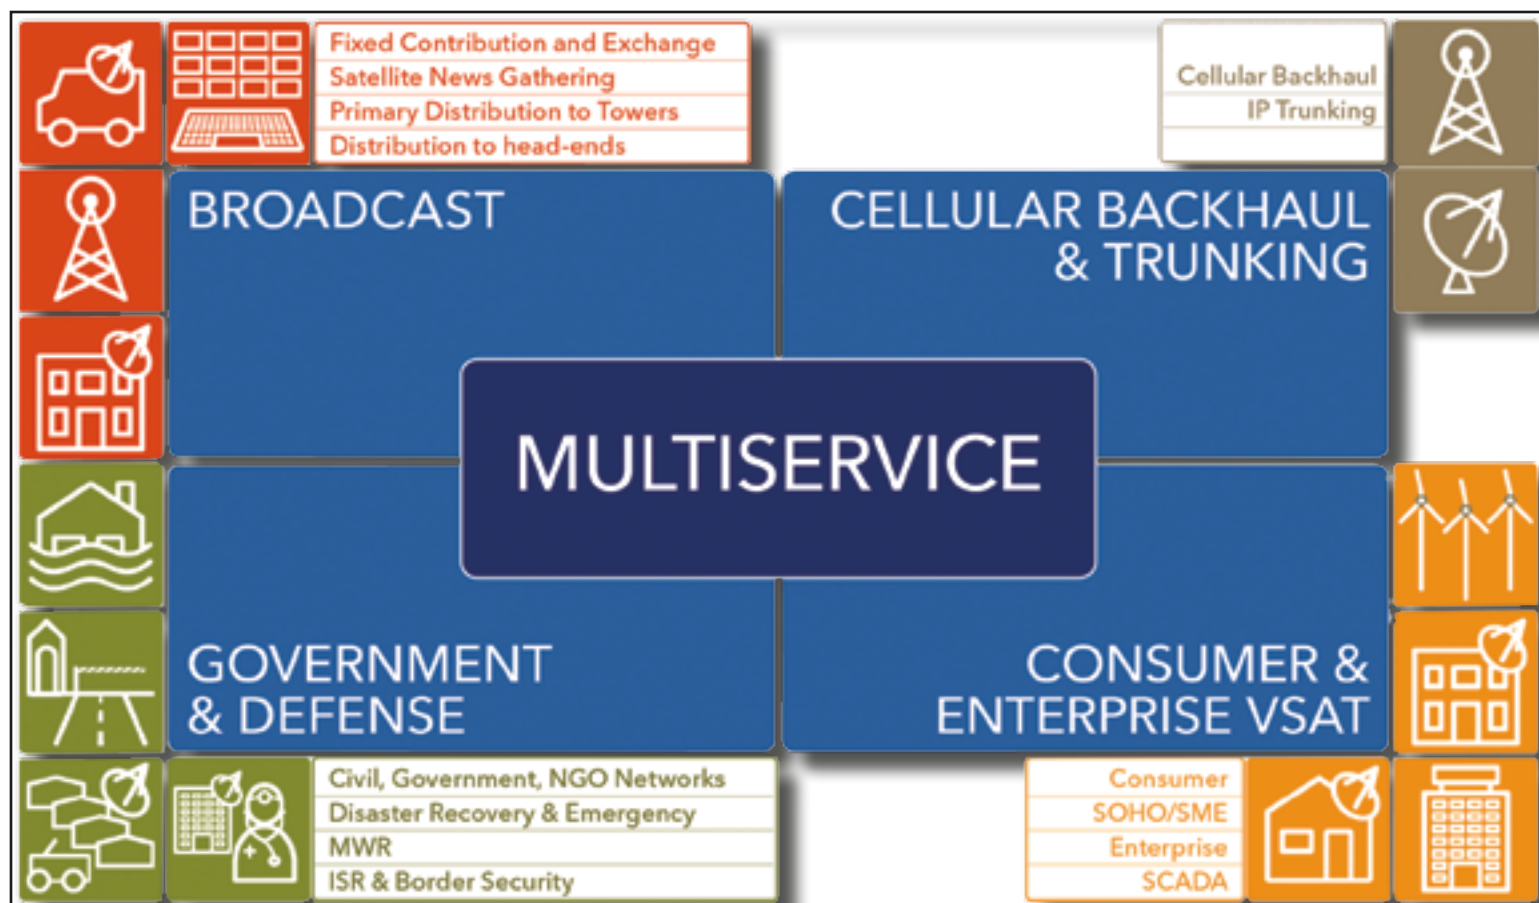 Fixed Contribution and Exchange
Satellite News Gathering
Primary Distribution to Towers
Distribution to head-ends
Cellular Backhaul
IP Trunking
BROADCAST
CELLULAR BACKHAUL
& TRUNKING
MULTISERVICE
GOVERNMENT
& DEFENSE
CONSUMER &
ENTERPRISE VSAT
Civil, Government, NGO Networks
Disaster Recovery & Emergency
MWR
ISR & Border Security
Consumer
SOHO/SME
Enterprise
SCADA